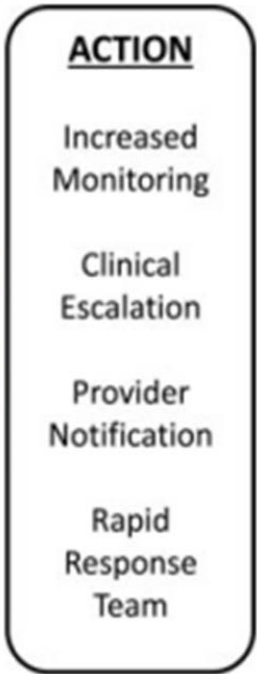 ACTION
Increased
Monitoring
Clinical
Escalation
Provider
Notification
Rapid
Response
Team